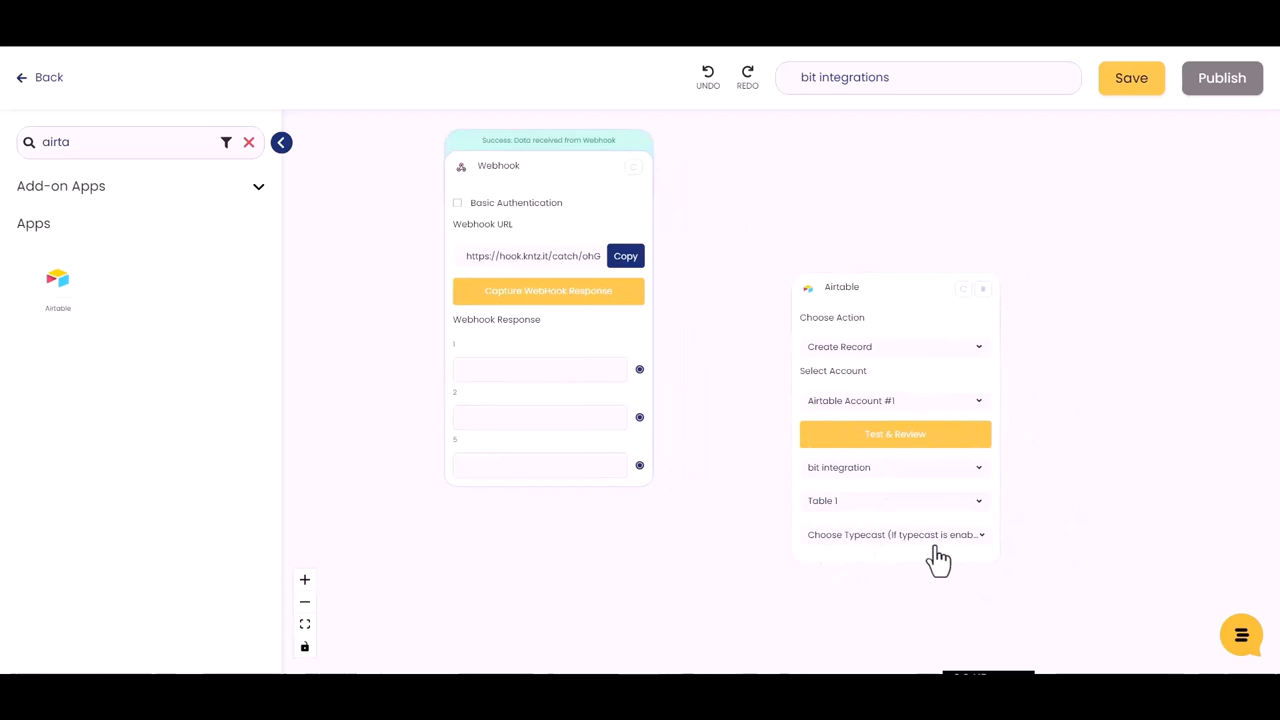 Back
UNDO
REDO
bit integrations
Save
Publish
airta
Add-on Apps
Apps
Airtable
Success: Data received from Webhook
Webhook
Basic Authentication
Webhook URL
https://hook.kntz.it/catch/ohG
Copy
Capture WebHook Response
Webhook Response
1
2
5
Airtable
Choose Action
Create Record
Select Account
Airtable Account #1
Test & Review
bit integration
Table 1
Choose Typecast (If typecast is enab...